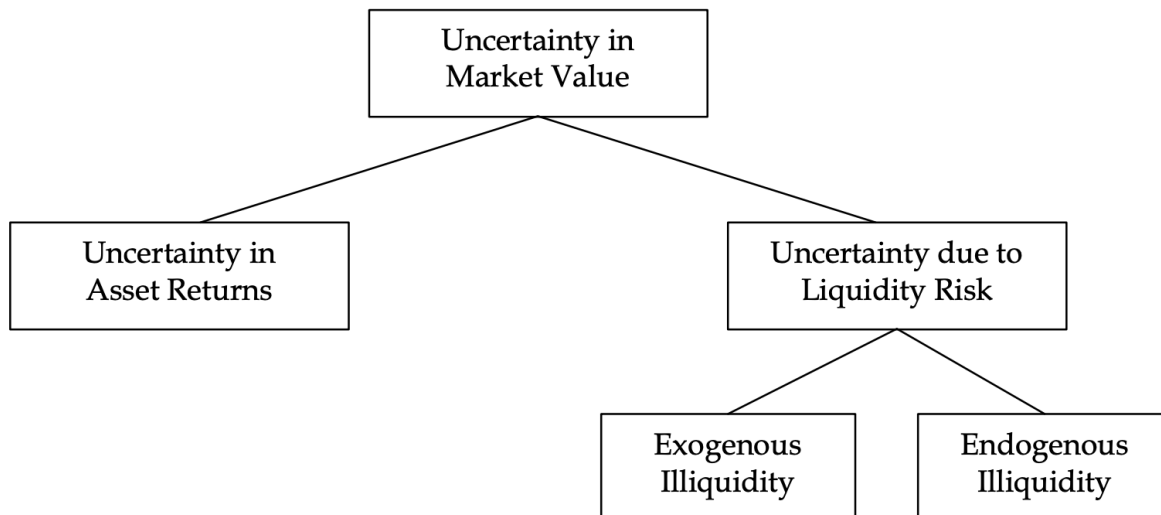 Uncertainty in
Market Value
Uncertainty in
Asset Returns
Uncertainty due to
Liquidity Risk
Exogenous
Illiquidity
Endogenous
Illiquidity